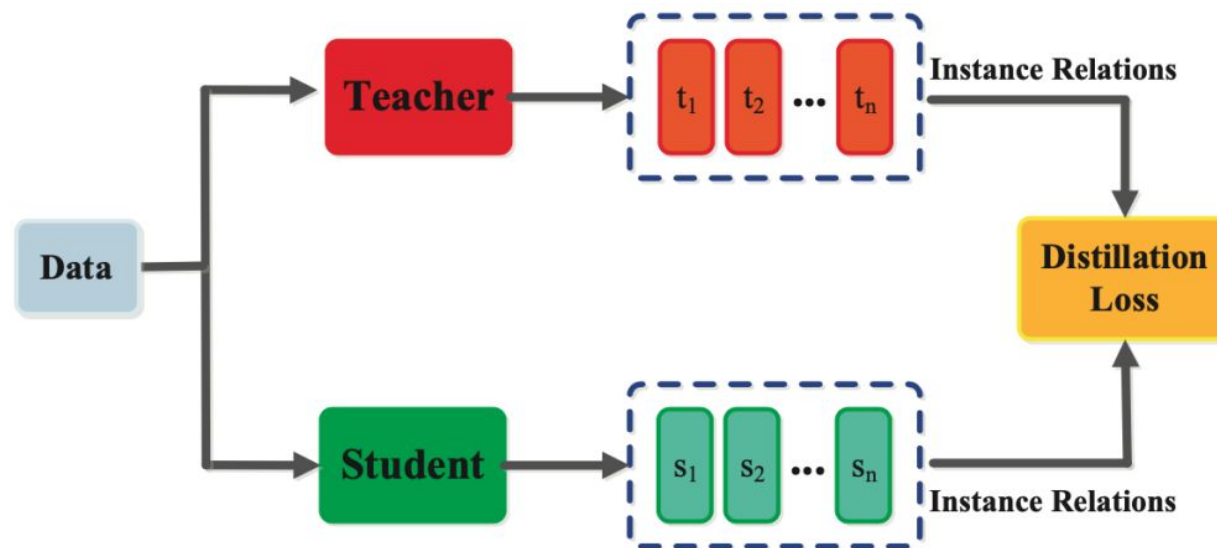 Teacher
t₁ t₂ ... tₙ
Instance Relations
Data
Distillation
Loss
Student
s₁ s₂ ... sₙ
Instance Relations